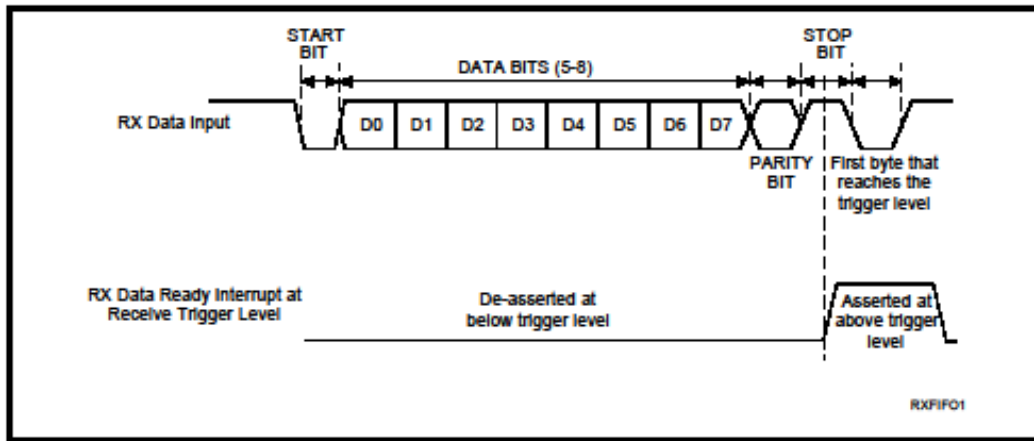 START
BIT
DATA BITS (5-8)
STOP
BIT
RX Data Input
D0 D1 D2 D3 D4 D5 D6 D7
PARITY
BIT
First byte that
reaches the
trigger level
RX Data Ready Interrupt at
Receive Trigger Level
De-asserted at
below trigger level
Asserted at
above trigger
level
RXFIFO1